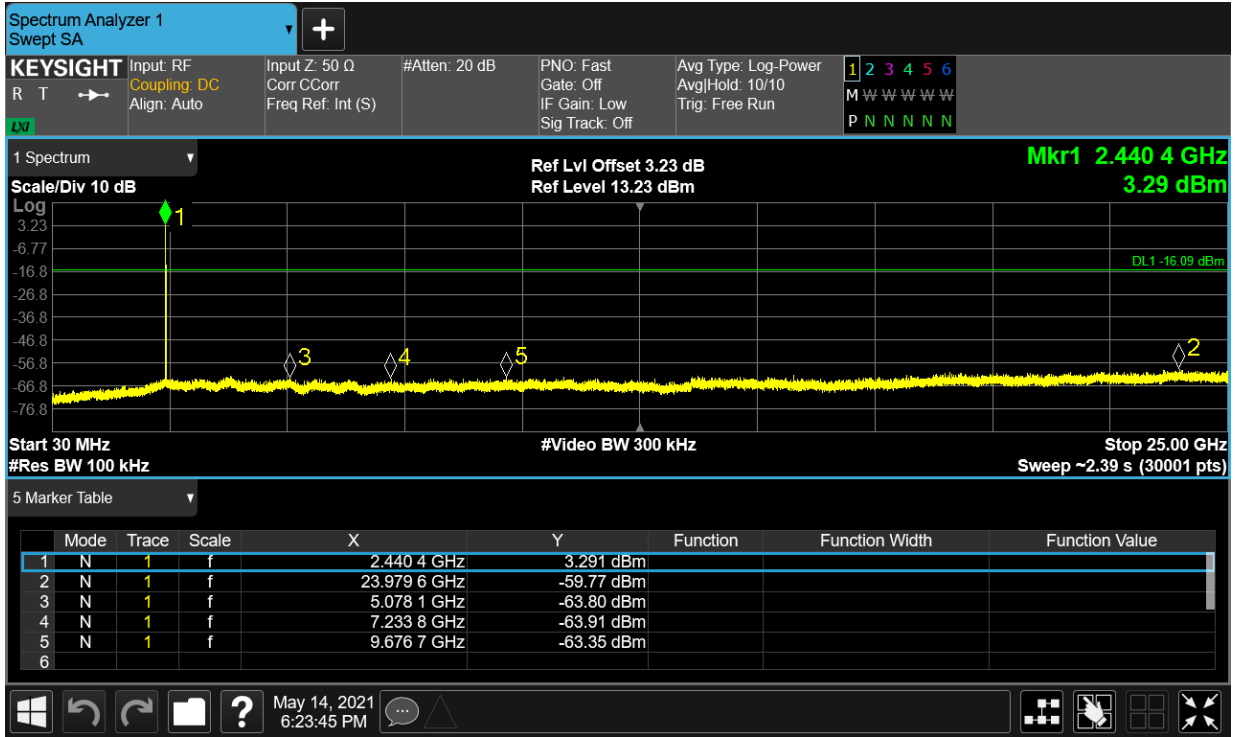 Spectrum Analyzer 1
Swept SA
KEYSIGHT
R T
LXI
Input: RF
Coupling: DC
Align: Auto
Input Z: 50 Ω
Corr CCorr
Freq Ref: Int (S)
#Atten: 20 dB
PNO: Fast
Gate: Off
IF Gain: Low
Sig Track: Off
Avg Type: Log-Power
Avg|Hold: 10/10
Trig: Free Run
1 2 3 4 5 6
M W W W W W
P N N N N N
1 Spectrum
Scale/Div 10 dB
Ref Lvl Offset 3.23 dB
Ref Level 13.23 dBm
Mkr1 2.440 4 GHz
3.29 dBm
Log
3.23
-6.77
-16.8
-26.8
-36.8
-46.8
-56.8
-66.8
-76.8
1
DL1 -16.09 dBm
3
4
5
2
Start 30 MHz
#Video BW 300 kHz
Stop 25.00 GHz
#Res BW 100 kHz
Sweep ~2.39 s (30001 pts)
5 Marker Table
Mode Trace Scale X Y Function Function Width Function Value
1 N 1 f 2.440 4 GHz 3.291 dBm
2 N 1 f 23.979 6 GHz -59.77 dBm
3 N 1 f 5.078 1 GHz -63.80 dBm
4 N 1 f 7.233 8 GHz -63.91 dBm
5 N 1 f 9.676 7 GHz -63.35 dBm
6
?
May 14, 2021
6:23:45 PM